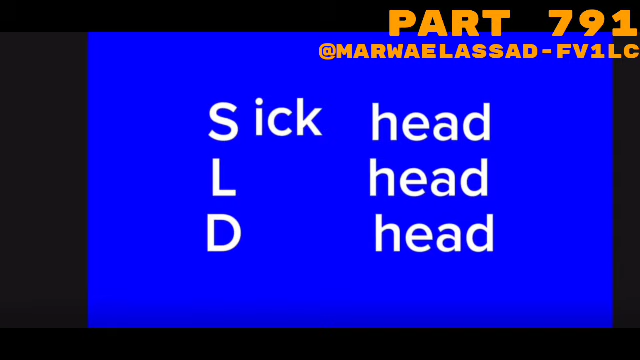 PART 791
@MARWAELASSAD-FV1LC
Sick head
L head
D head